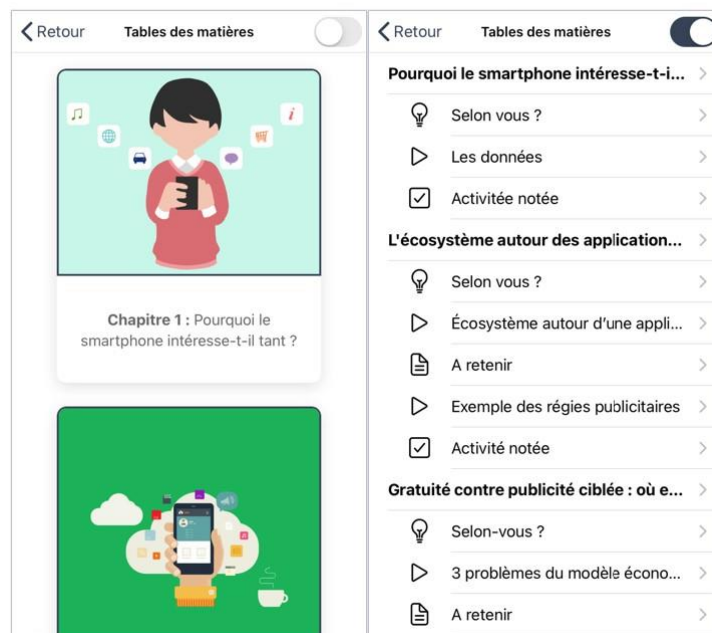 Retour
Tables des matières
Chapitre 1 : Pourquoi le
smartphone intéresse-t-il tant ?
Retour
Tables des matières
Pourquoi le smartphone intéresse-t-i...
Selon vous ?
Les données
Activitée notée
L'écosystème autour des application...
Selon vous ?
Écosystème autour d'une appli...
A retenir
Exemple des régies publicitaires
Activité notée
Gratuité contre publicité ciblée : où e...
Selon-vous ?
3 problèmes du modèle écono...
A retenir